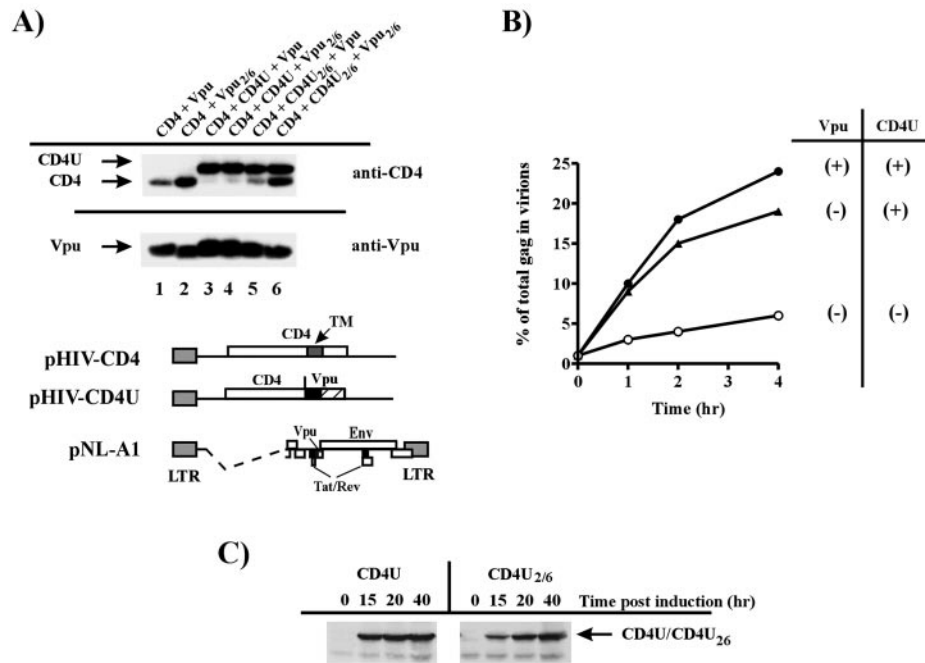 A)
CD4 + Vpu
CD4 + Vpu2/6
CD4 + CD4U + Vpu
CD4 + CD4U + Vpu2/6
CD4 + CD4U2/6 + Vpu
CD4 + CD4U2/6 + Vpu2/6
CD4U
CD4
anti-CD4
Vpu
anti-Vpu
1 2 3 4 5 6
TM
CD4
pHIV-CD4
CD4 Vpu
pHIV-CD4U
Vpu Env
pNL-A1
LTR LTR
Tat/Rev
B)
Vpu CD4U
(+) (+)
(-) (+)
(-) (-)
% of total gag in virions
25
20
15
10
5
0
0 1 2 3 4
Time (hr)
C)
CD4U CD4U2/6
0 15 20 40 0 15 20 40 Time post induction (hr)
CD4U/CD4U26